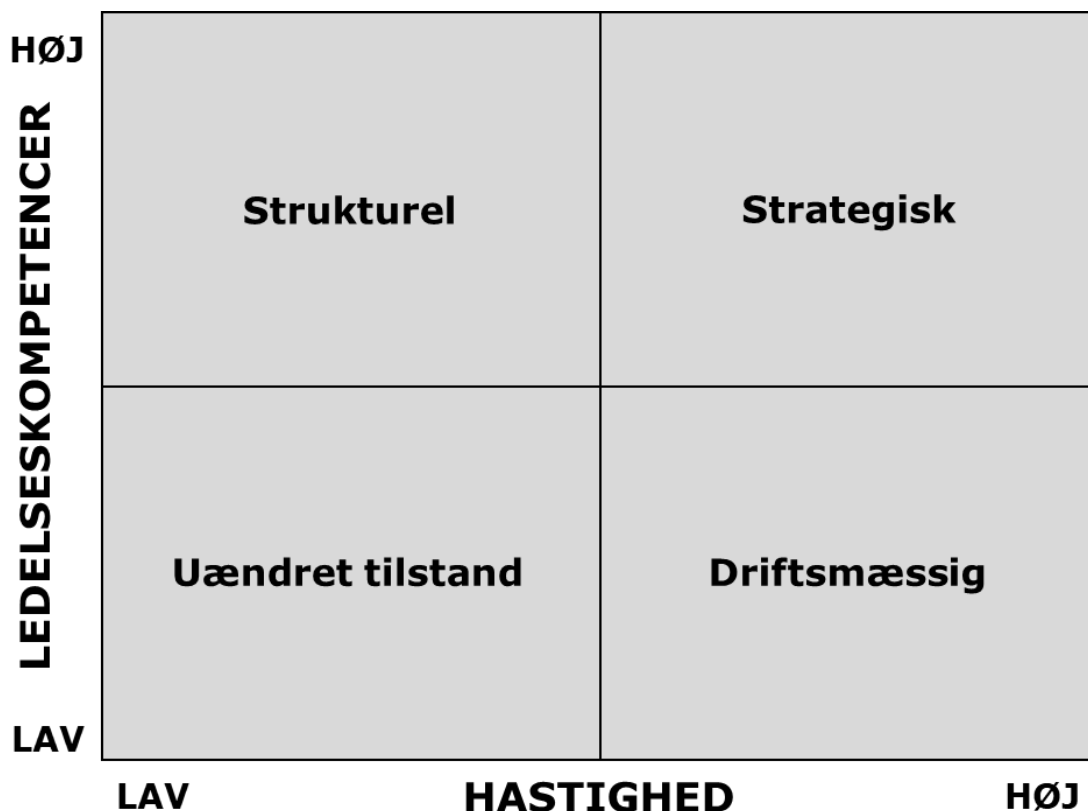 HØJ
LEDELSESKOMPETENCER
Strukturel
Strategisk
Uændret tilstand
Driftsmæssig
LAV
LAV
HASTIGHED
HØJ